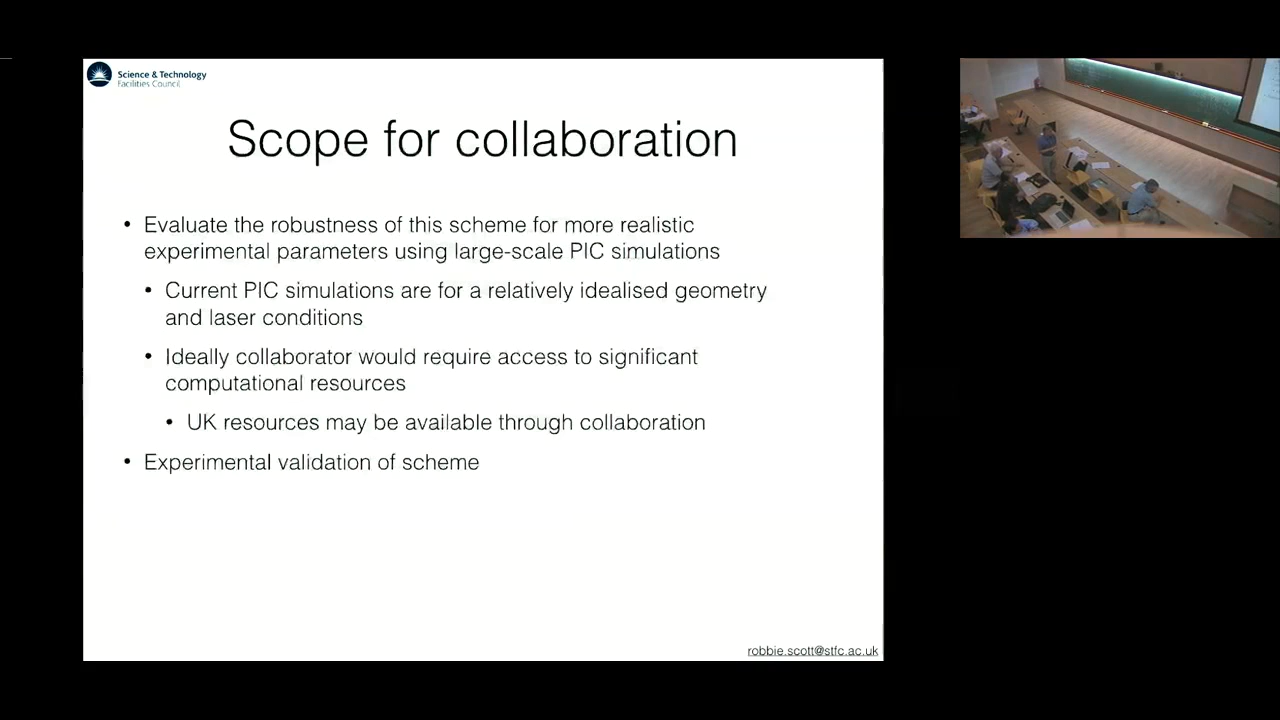 Science & Technology
Facilities Council
Scope for collaboration
• Evaluate the robustness of this scheme for more realistic
experimental parameters using large-scale PIC simulations
• Current PIC simulations are for a relatively idealised geometry
and laser conditions
• Ideally collaborator would require access to significant
computational resources
• UK resources may be available through collaboration
• Experimental validation of scheme
robbie.scott@stfc.ac.uk